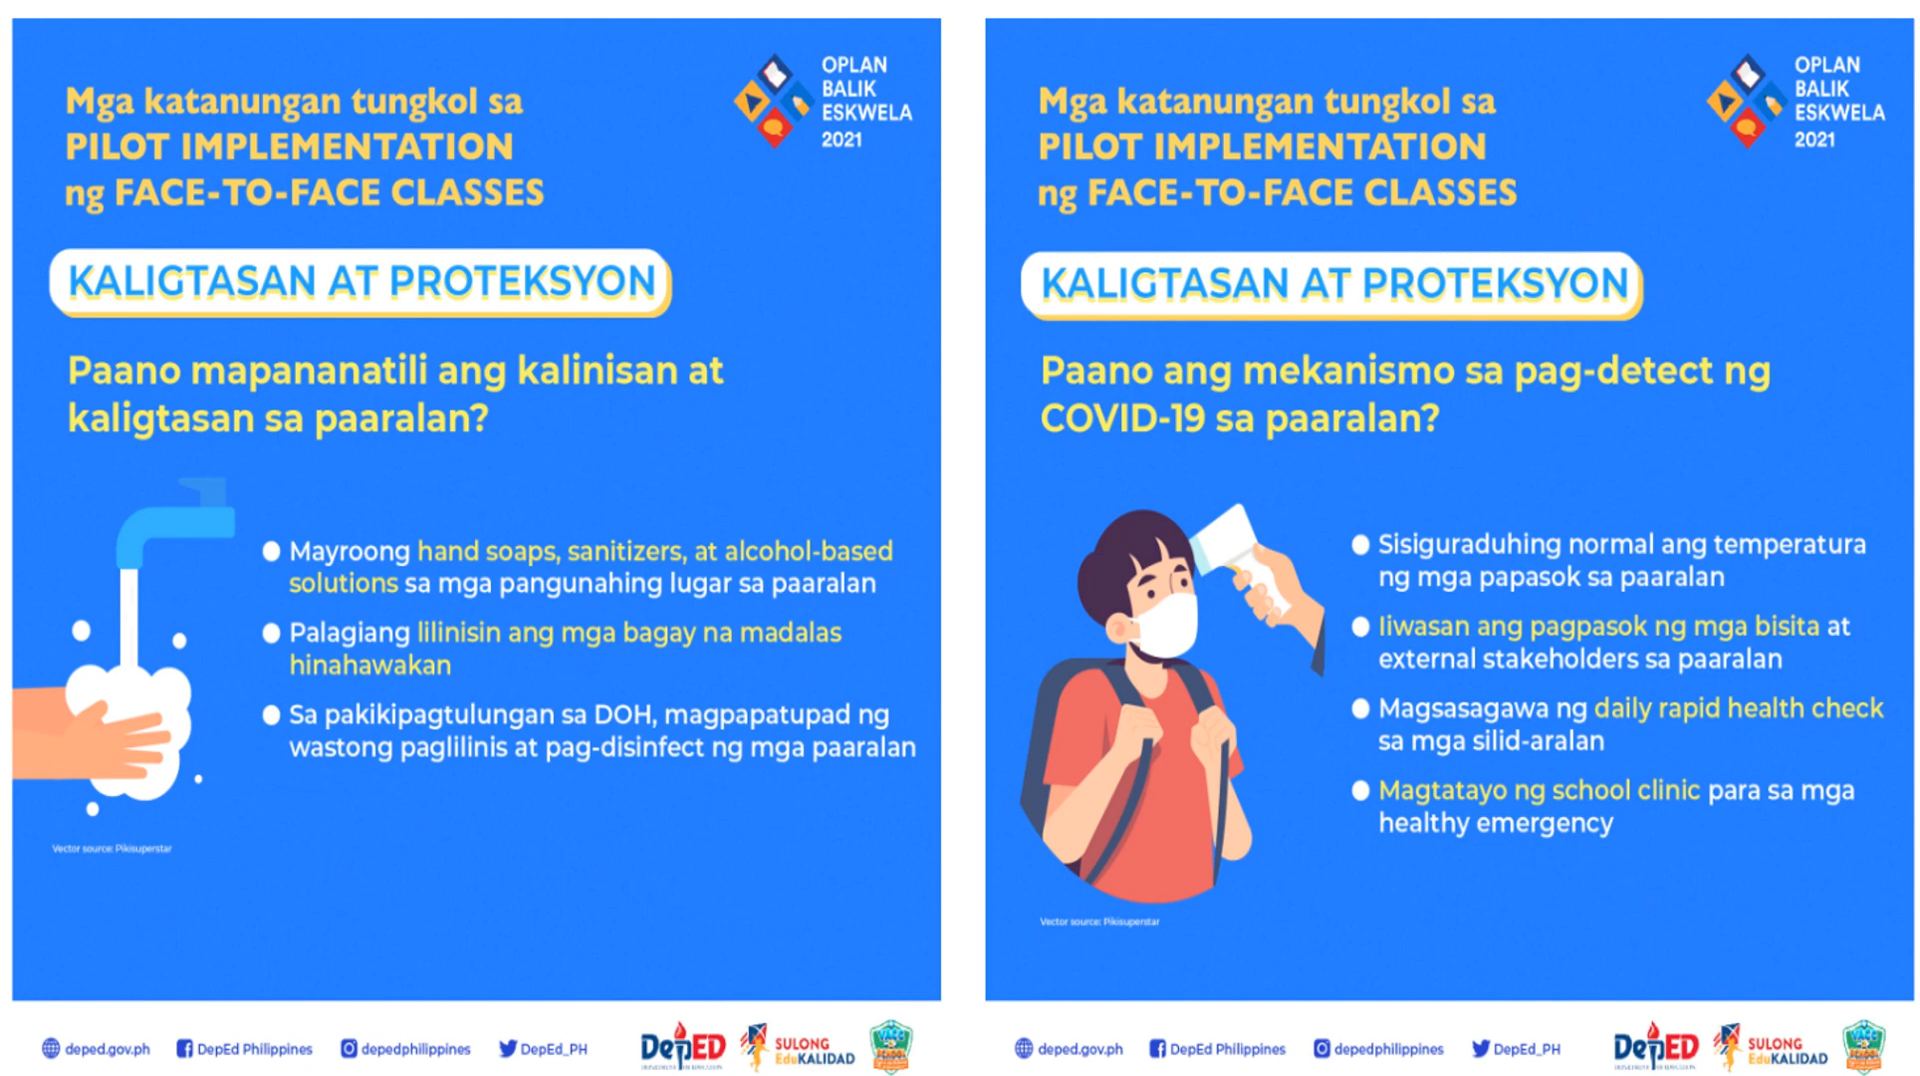 Mga katanungan tungkol sa
PILOT IMPLEMENTATION
ng FACE-TO-FACE CLASSES
OPLAN
BALIK
ESKWELA
2021
KALIGTASAN AT PROTEKSYON
Paano mapananatili ang kalinisan at
kaligtasan sa paaralan?
Mayroong hand soaps, sanitizers, at alcohol-based
solutions sa mga pangunahing lugar sa paaralan
Palagiang lilinisin ang mga bagay na madalas
hinahawakan
Sa pakikipagtulungan sa DOH, magpapatupad ng
wastong paglilinis at pag-disinfect ng mga paaralan
Vector source: Pikisuperstar
deped.gov.ph
DepEd Philippines
depedphilippines
DepEd_PH
DepED
SULONG
EduKALIDAD
Mga katanungan tungkol sa
PILOT IMPLEMENTATION
ng FACE-TO-FACE CLASSES
OPLAN
BALIK
ESKWELA
2021
KALIGTASAN AT PROTEKSYON
Paano ang mekanismo sa pag-detect ng
COVID-19 sa paaralan?
Sisiguraduhing normal ang temperatura
ng mga papasok sa paaralan
Iiwasan ang pagpasok ng mga bisita at
external stakeholders sa paaralan
Magsasagawa ng daily rapid health check
sa mga silid-aralan
Magtatayo ng school clinic para sa mga
healthy emergency
Vector source: Pikisuperstar
deped.gov.ph
DepEd Philippines
depedphilippines
DepEd_PH
DepED
SULONG
EduKALIDAD